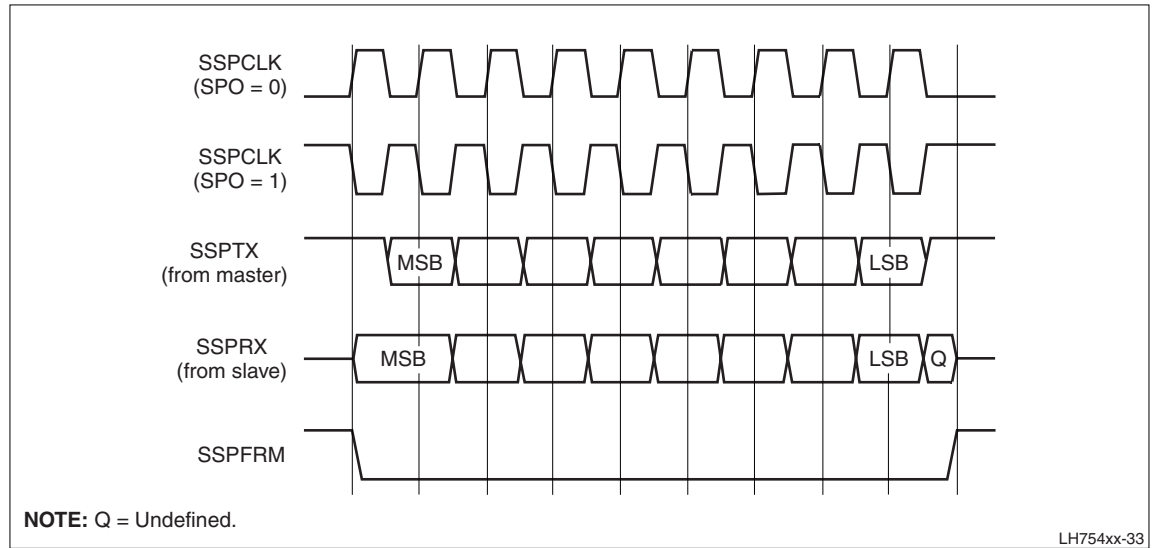 SSPCLK
(SPO = 0)
SSPCLK
(SPO = 1)
SSPTX
(from master)
MSB
LSB
SSPRX
(from slave)
MSB
LSB
Q
SSPFRM
NOTE: Q = Undefined.
LH754xx-33